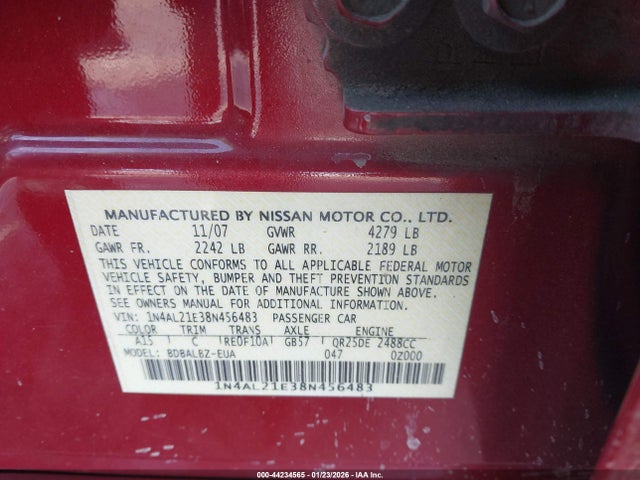 MANUFACTURED BY NISSAN MOTOR CO., LTD.
DATE 11/07 GVWR 4279 LB
GAWR FR. 2242 LB GAWR RR. 2189 LB
THIS VEHICLE CONFORMS TO ALL APPLICABLE FEDERAL MOTOR
VEHICLE SAFETY, BUMPER AND THEFT PREVENTION STANDARDS
IN EFFECT ON THE DATE OF MANUFACTURE SHOWN ABOVE.
SEE OWNERS MANUAL FOR ADDITIONAL INFORMATION.
VIN: 1N4AL21E38N456483 PASSENGER CAR
COLOR TRIM TRANS AXLE ENGINE
A15 C RE0F10A GB57 QR25DE 2488CC
MODEL: BDBALBZ-EUA 047 0Z000
1N4AL21E38N456483
000-44234565 - 01/23/2026 - IAA Inc.